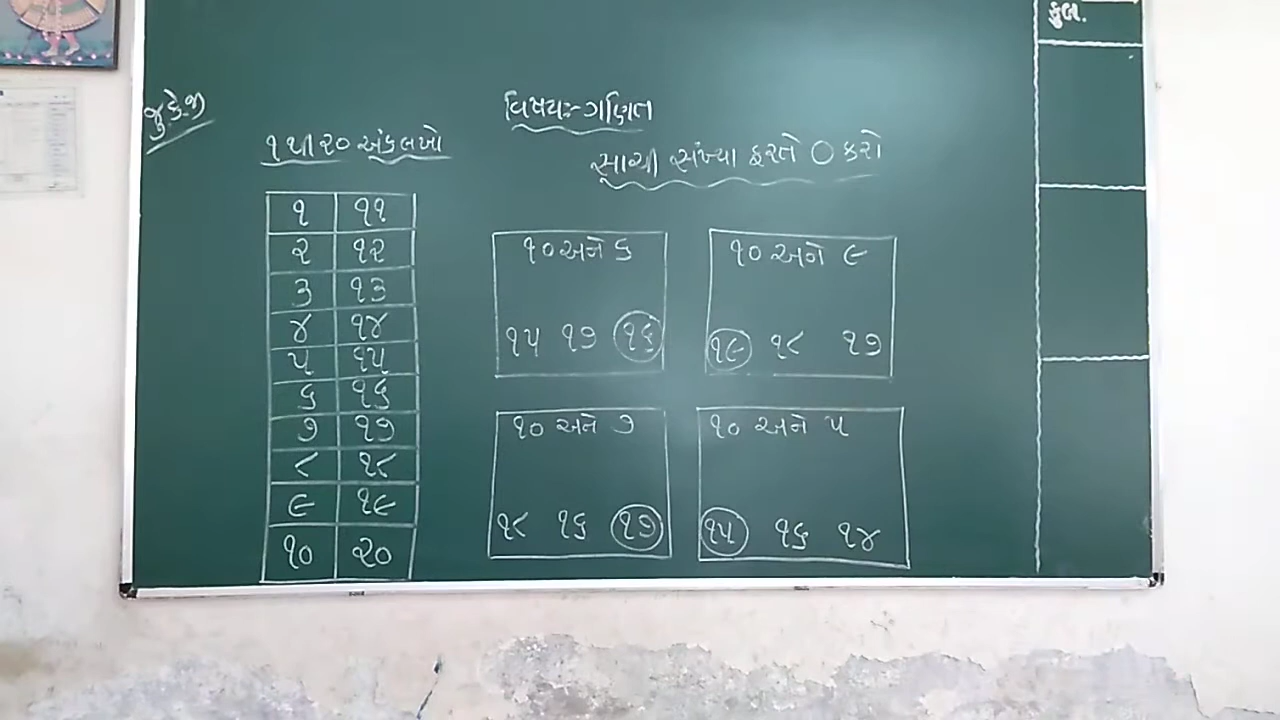 કુલ.
જુ.કે.જી
વિષય:- ગણિત
૧ થી ૨૦ અંક લખો
સાચી સંખ્યા ફરતે O કરો
૧ ૧૧
૨ ૧૨
૩ ૧૩
૪ ૧૪
૫ ૧૫
૬ ૧૬
૭ ૧૭
૮ ૧૮
૯ ૧૯
૧૦ ૨૦
૧૦ અને ૬
૧૫ ૧૭ ૧૬
૧૦ અને ૯
૧૯ ૧૮ ૧૭
૧૦ અને ૭
૧૮ ૧૬ ૧૭
૧૦ અને ૫
૧૫ ૧૬ ૧૪